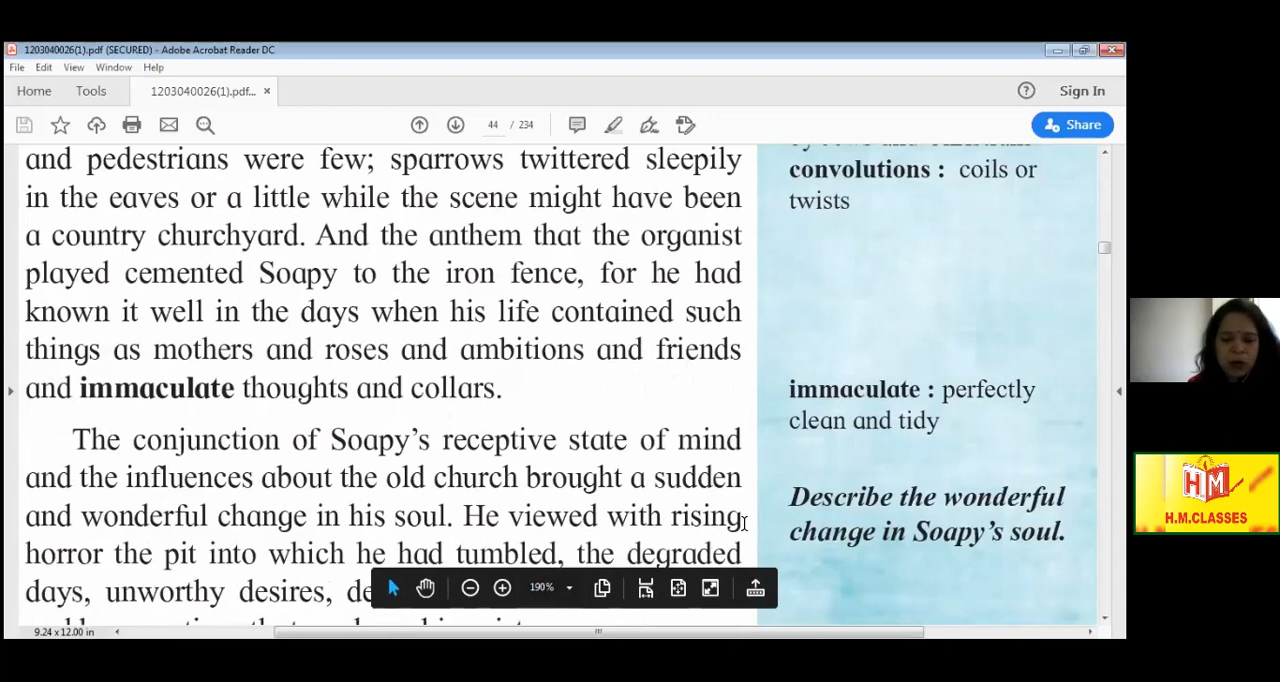 1203040026(1).pdf (SECURED) - Adobe Acrobat Reader DC
File Edit View Window Help
Home Tools 1203040026(1).pdf... × Sign In
44 / 234 Share
and pedestrians were few; sparrows twittered sleepily
in the eaves or a little while the scene might have been
a country churchyard. And the anthem that the organist
played cemented Soapy to the iron fence, for he had
known it well in the days when his life contained such
things as mothers and roses and ambitions and friends
and immaculate thoughts and collars.
The conjunction of Soapy's receptive state of mind
and the influences about the old church brought a sudden
and wonderful change in his soul. He viewed with rising
horror the pit into which he had tumbled, the degraded
days, unworthy desires,
convolutions : coils or
twists
immaculate : perfectly
clean and tidy
Describe the wonderful
change in Soapy's soul.
190%
9.24 x 12.00 in
HM
H.M.CLASSES